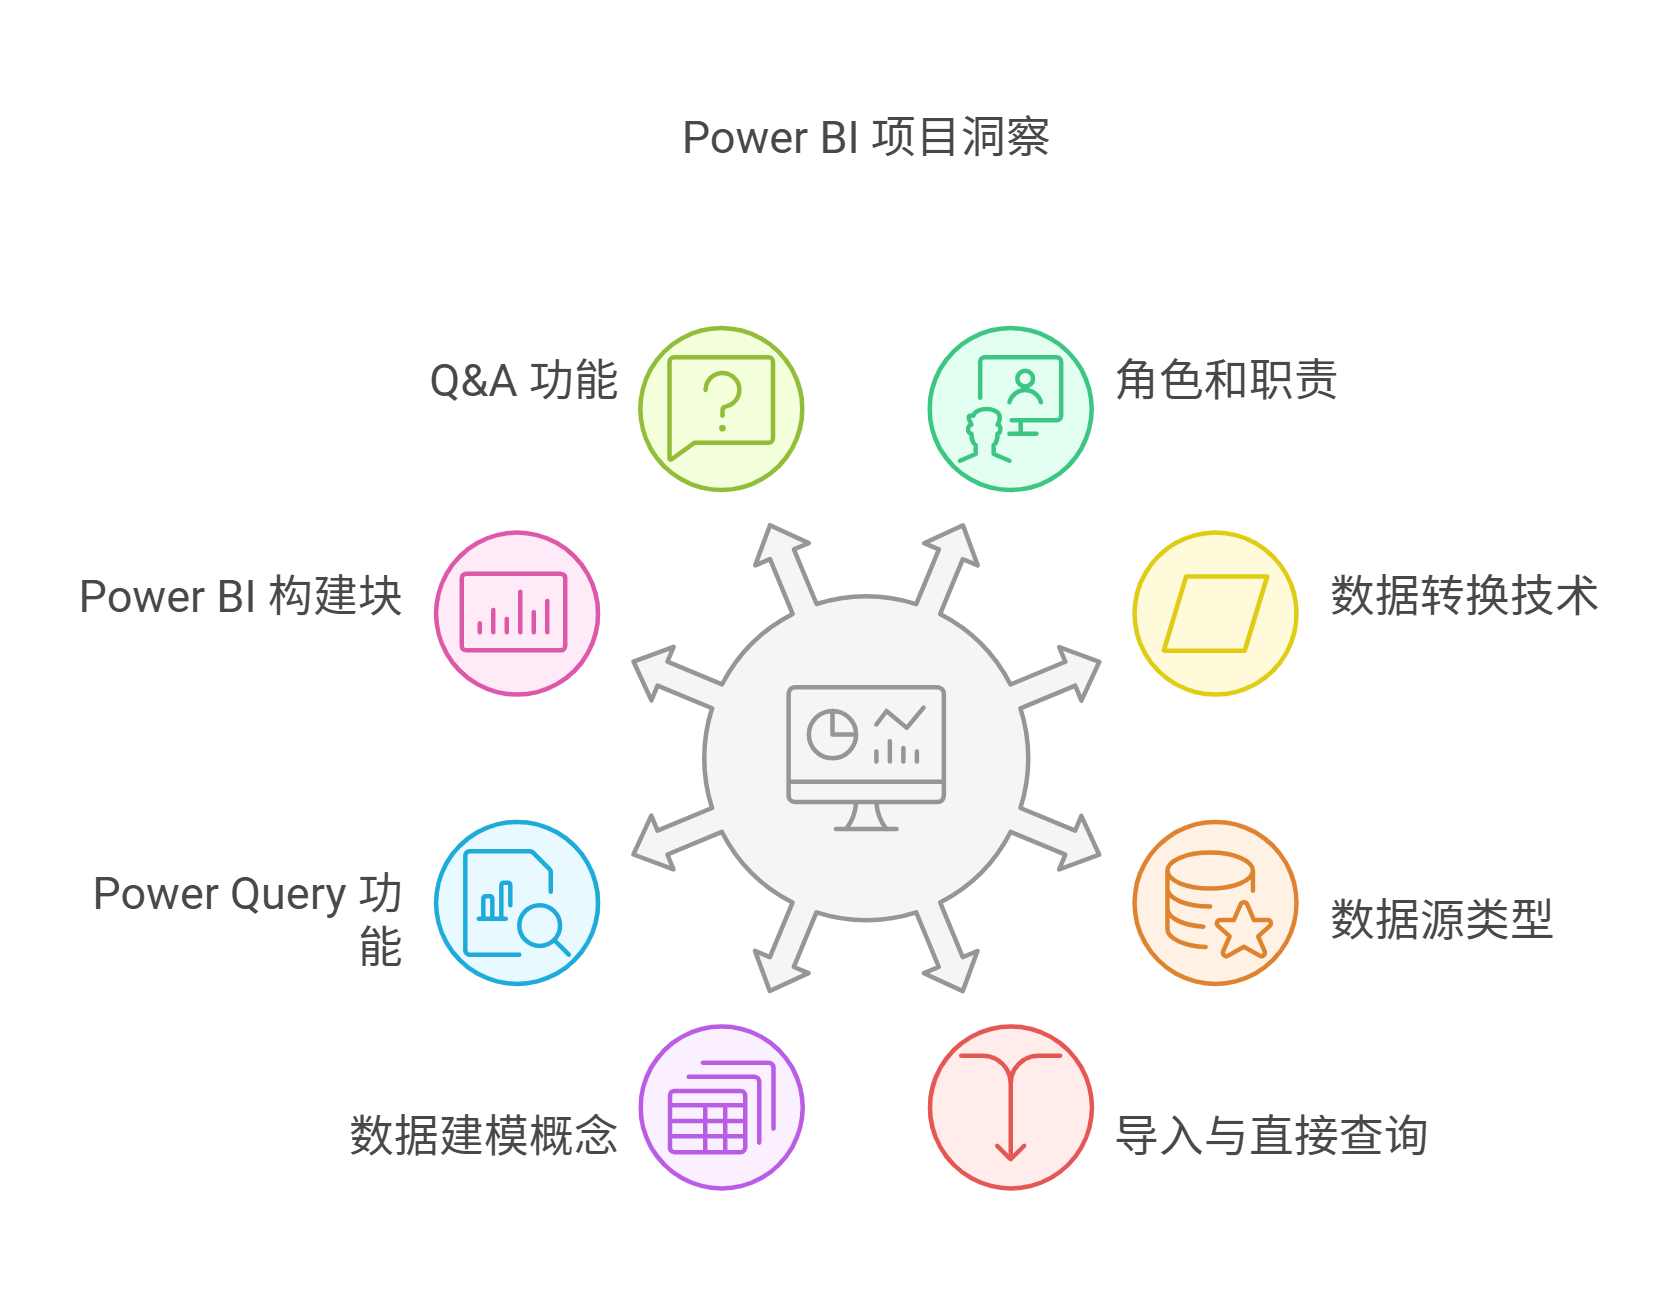 Power BI 项目洞察
Q&A 功能
角色和职责
Power BI 构建块
数据转换技术
Power Query 功
能
数据源类型
数据建模概念
导入与直接查询